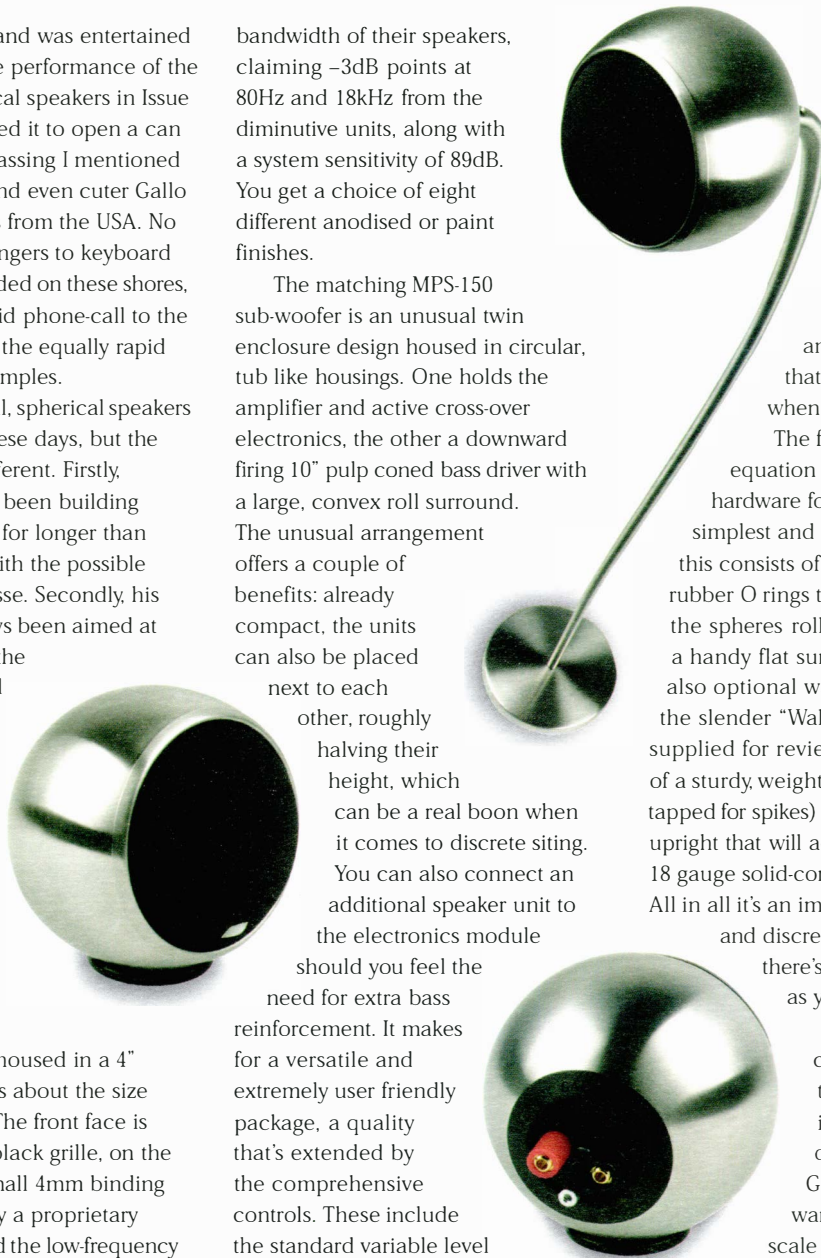 and was entertained
e performance of the
cal speakers in Issue
ed it to open a can
assing I mentioned
nd even cuter Gallo
s from the USA. No
ngers to keyboard
ded on these shores,
id phone-call to the
the equally rapid
mples.
l, spherical speakers
ese days, but the
ferent. Firstly,
been building
for longer than
ith the possible
sse. Secondly, his
ys been aimed at
the
housed in a 4"
s about the size
The front face is
black grille, on the
mall 4mm binding
y a proprietary
d the low-frequency
bandwidth of their speakers,
claiming –3dB points at
80Hz and 18kHz from the
diminutive units, along with
a system sensitivity of 89dB.
You get a choice of eight
different anodised or paint
finishes.
The matching MPS-150
sub-woofer is an unusual twin
enclosure design housed in circular,
tub like housings. One holds the
amplifier and active cross-over
electronics, the other a downward
firing 10" pulp coned bass driver with
a large, convex roll surround.
The unusual arrangement
offers a couple of
benefits: already
compact, the units
can also be placed
next to each
other, roughly
halving their
height, which
can be a real boon when
it comes to discrete siting.
You can also connect an
additional speaker unit to
the electronics module
should you feel the
need for extra bass
reinforcement. It makes
for a versatile and
extremely user friendly
package, a quality
that's extended by
the comprehensive
controls. These include
the standard variable level
an
that
when
The f
equation
hardware fo
simplest and
this consists of
rubber O rings t
the spheres roll
a handy flat sur
also optional w
the slender “Wal
supplied for revie
of a sturdy, weight
tapped for spikes)
upright that will a
18 gauge solid-cor
All in all it's an im
and discre
there's
as y
c
t
i
c
G
war
scale